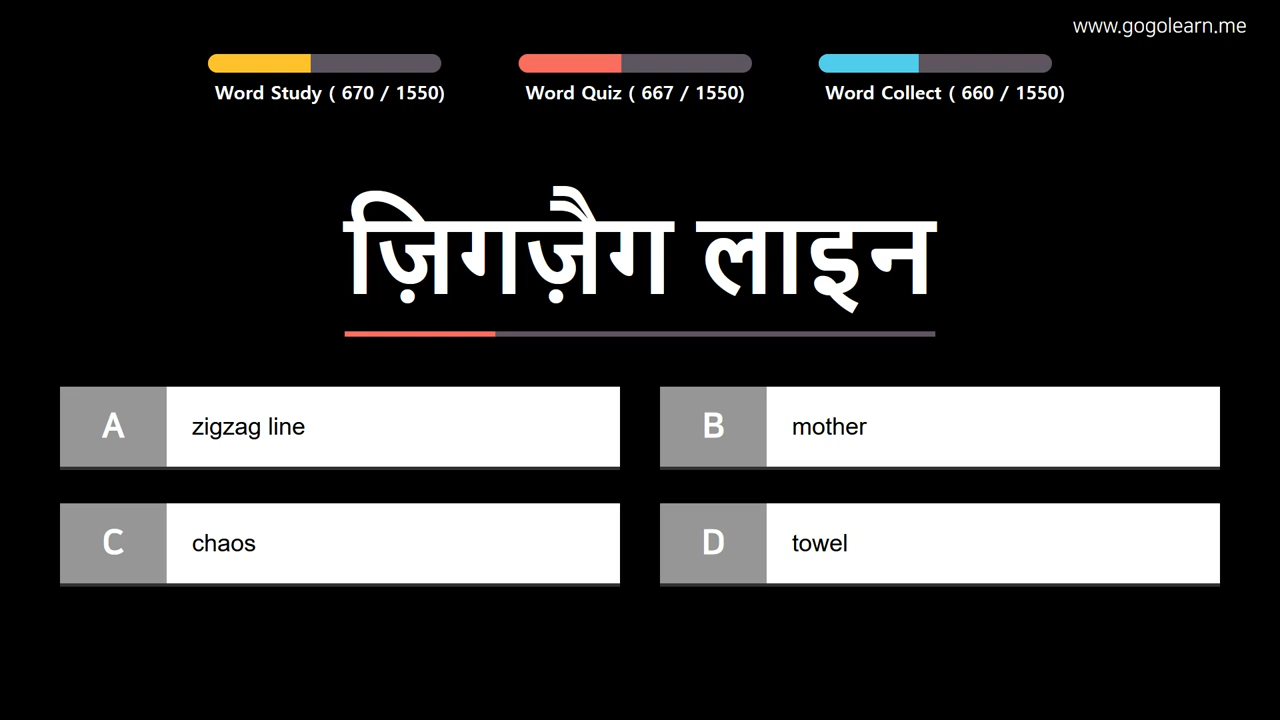 www.gogolearn.me
Word Study ( 670 / 1550)
Word Quiz ( 667 / 1550)
Word Collect ( 660 / 1550)
ज़िगज़ैग लाइन
A
zigzag line
B
mother
C
chaos
D
towel